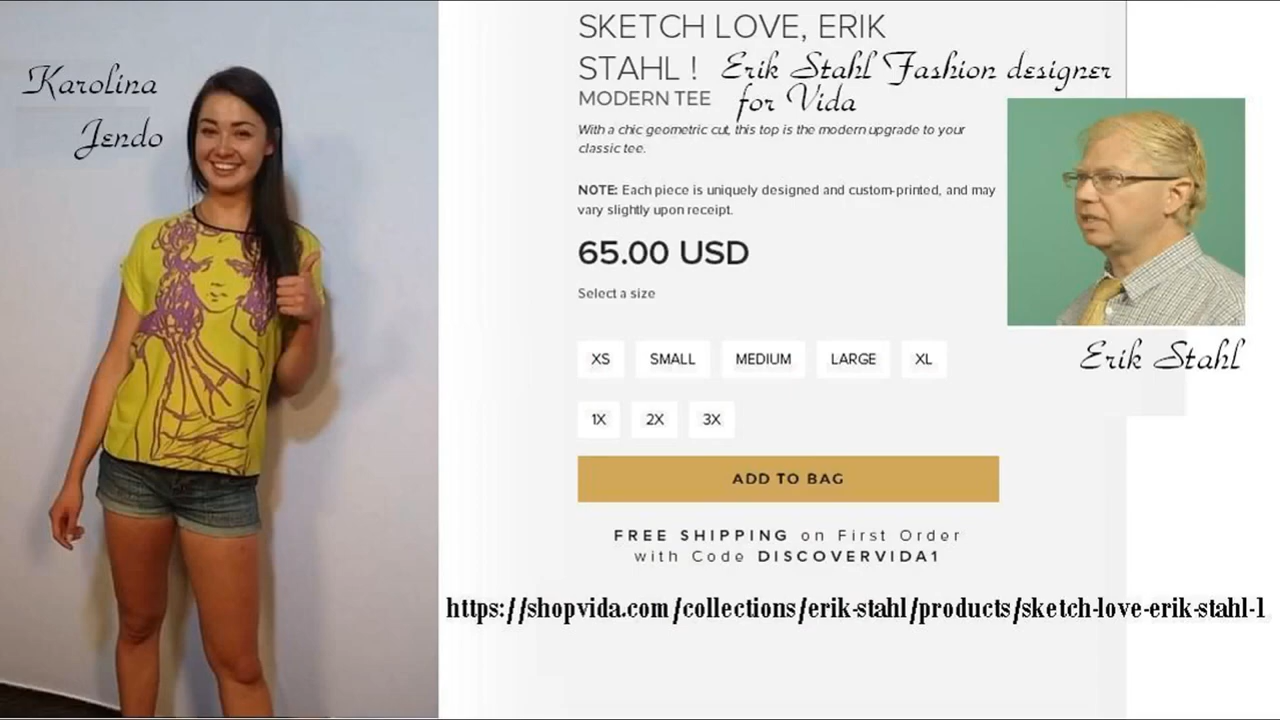 Karolina
Jendo
SKETCH LOVE, ERIK
STAHL ! Erik Stahl Fashion designer
MODERN TEE for Vida
With a chic geometric cut, this top is the modern upgrade to your
classic tee.
NOTE: Each piece is uniquely designed and custom-printed, and may
vary slightly upon receipt.
65.00 USD
Select a size
XS SMALL MEDIUM LARGE XL
1X 2X 3X
ADD TO BAG
FREE SHIPPING on First Order
with Code DISCOVERVIDA1
Erik Stahl
https://shopvida.com/collections/erik-stahl/products/sketch-love-erik-stahl-1